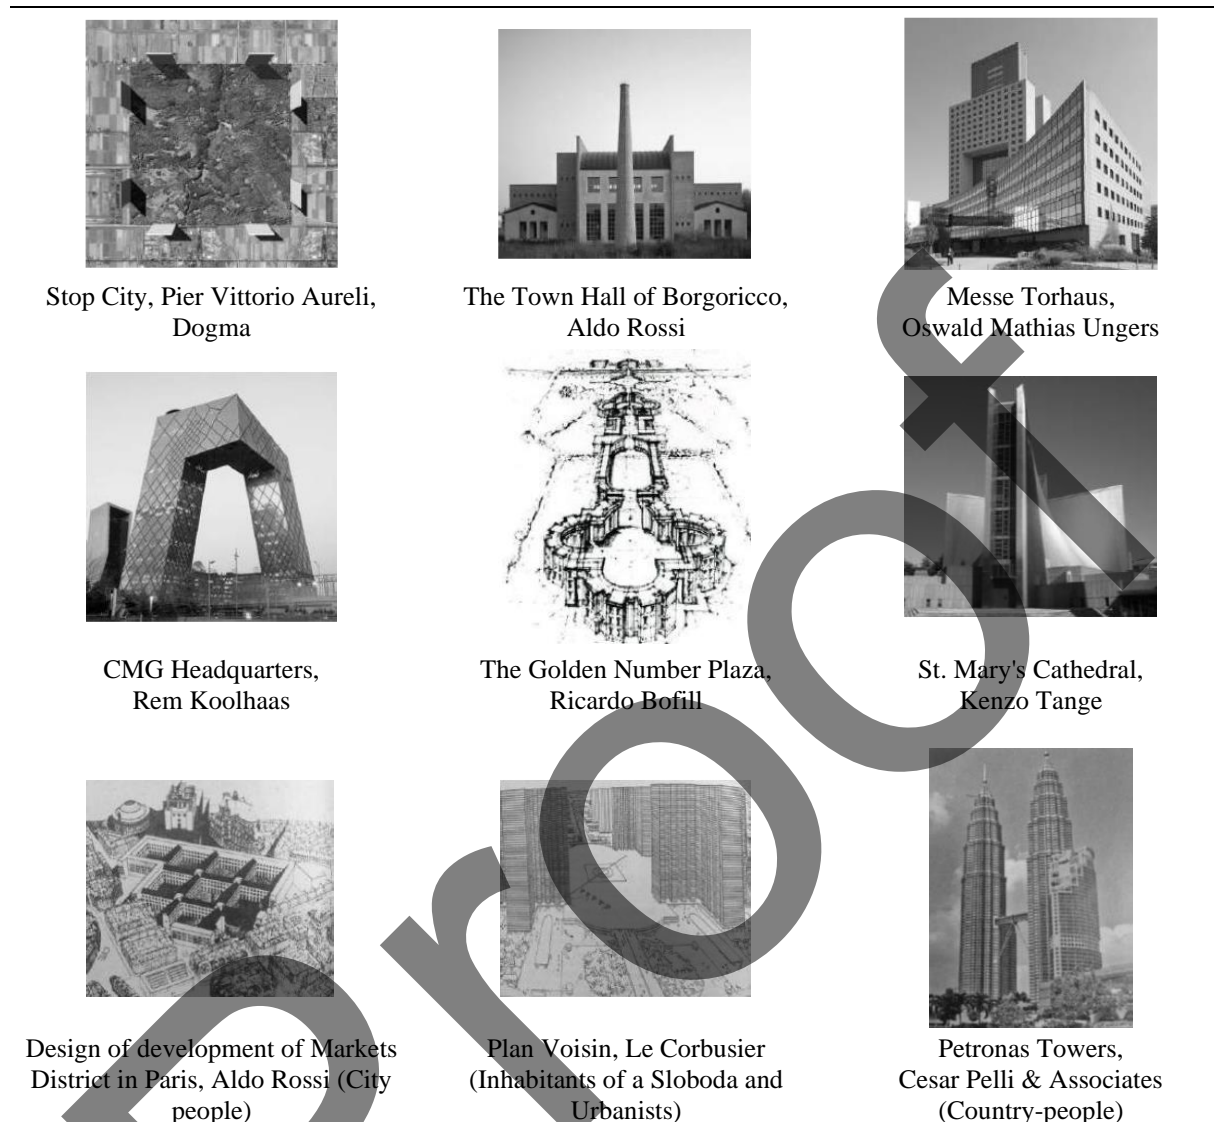 Stop City, Pier Vittorio Aureli,
Dogma
The Town Hall of Borgoricco,
Aldo Rossi
Messe Torhaus,
Oswald Mathias Ungers
CMG Headquarters,
Rem Koolhaas
The Golden Number Plaza,
Ricardo Bofill
St. Mary's Cathedral,
Kenzo Tange
Design of development of Markets
District in Paris, Aldo Rossi (City
people)
Plan Voisin, Le Corbusier
(Inhabitants of a Sloboda and
Urbanists)
Petronas Towers,
Cesar Pelli & Associates
(Country-people)
Proof